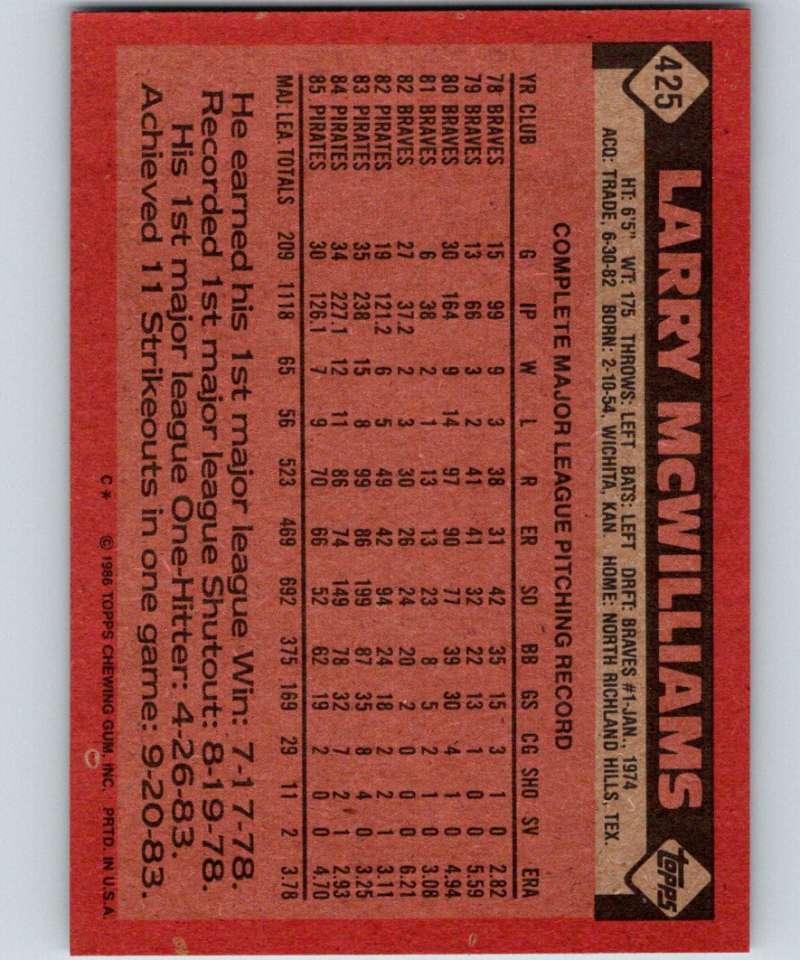 425
LARRY McWILLIAMS
topps
HT: 6'5" WT: 175 THROWS: LEFT BATS: LEFT DRFT: BRAVES #1-JAN., 1974
ACQ: TRADE, 6-30-82 BORN: 2-10-54, WICHITA, KAN. HOME: NORTH RICHLAND HILLS, TEX.
COMPLETE MAJOR LEAGUE PITCHING RECORD
YR CLUB G IP W L R ER SO BB GS CG SHO SV ERA
78 BRAVES 15 99 9 3 38 31 42 35 15 3 1 0 2.82
79 BRAVES 13 66 3 2 41 41 32 22 13 1 0 0 5.59
80 BRAVES 30 164 9 14 97 90 77 39 30 4 1 0 4.94
81 BRAVES 6 38 2 1 13 13 23 8 5 2 1 0 3.08
82 BRAVES 27 37.2 2 3 30 26 24 20 2 0 0 0 6.21
82 PIRATES 19 121.2 6 5 49 42 94 24 18 2 2 1 3.11
83 PIRATES 35 238 15 8 99 86 199 87 35 8 4 0 3.25
84 PIRATES 34 227.1 12 11 86 74 149 78 32 7 2 1 2.93
85 PIRATES 30 126.1 7 9 70 66 52 62 19 2 0 0 4.70
MAJ. LEA. TOTALS 209 1118 65 56 523 469 692 375 169 29 11 2 3.78
He earned his 1st major league Win: 7-17-78.
Recorded 1st major league Shutout: 8-19-78.
His 1st major league One-Hitter: 4-26-83.
Achieved 11 Strikeouts in one game: 9-20-83.
C* © 1986 TOPPS CHEWING GUM, INC. PRTD. IN U.S.A.